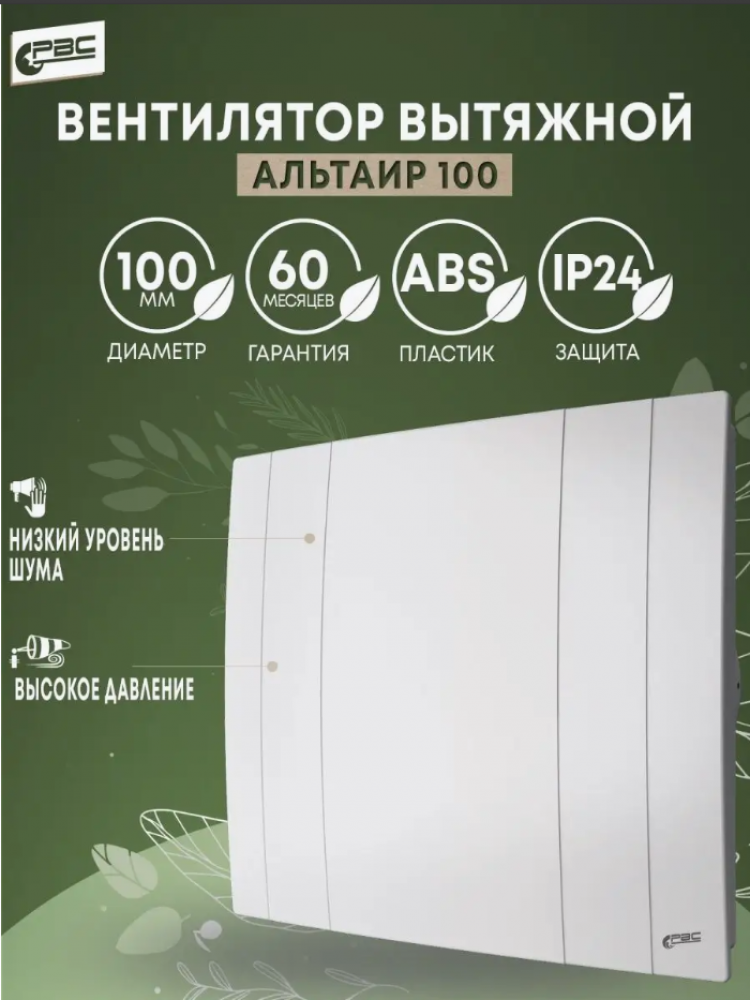 РВС
ВЕНТИЛЯТОР ВЫТЯЖНОЙ
АЛЬТАИР 100
100
ММ
ДИАМЕТР
60
МЕСЯЦЕВ
ГАРАНТИЯ
ABS
ПЛАСТИК
IP24
ЗАЩИТА
НИЗКИЙ УРОВЕНЬ
ШУМА
ВЫСОКОЕ ДАВЛЕНИЕ
РВС